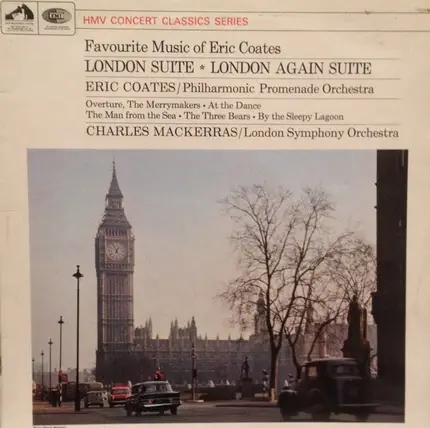 HMV CONCERT CLASSICS SERIES
Favourite Music of Eric Coates
LONDON SUITE * LONDON AGAIN SUITE
ERIC COATES/Philharmonic Promenade Orchestra
Overture, The Merrymakers • At the Dance
The Man from the Sea • The Three Bears • By the Sleepy Lagoon
CHARLES MACKERRAS/London Symphony Orchestra